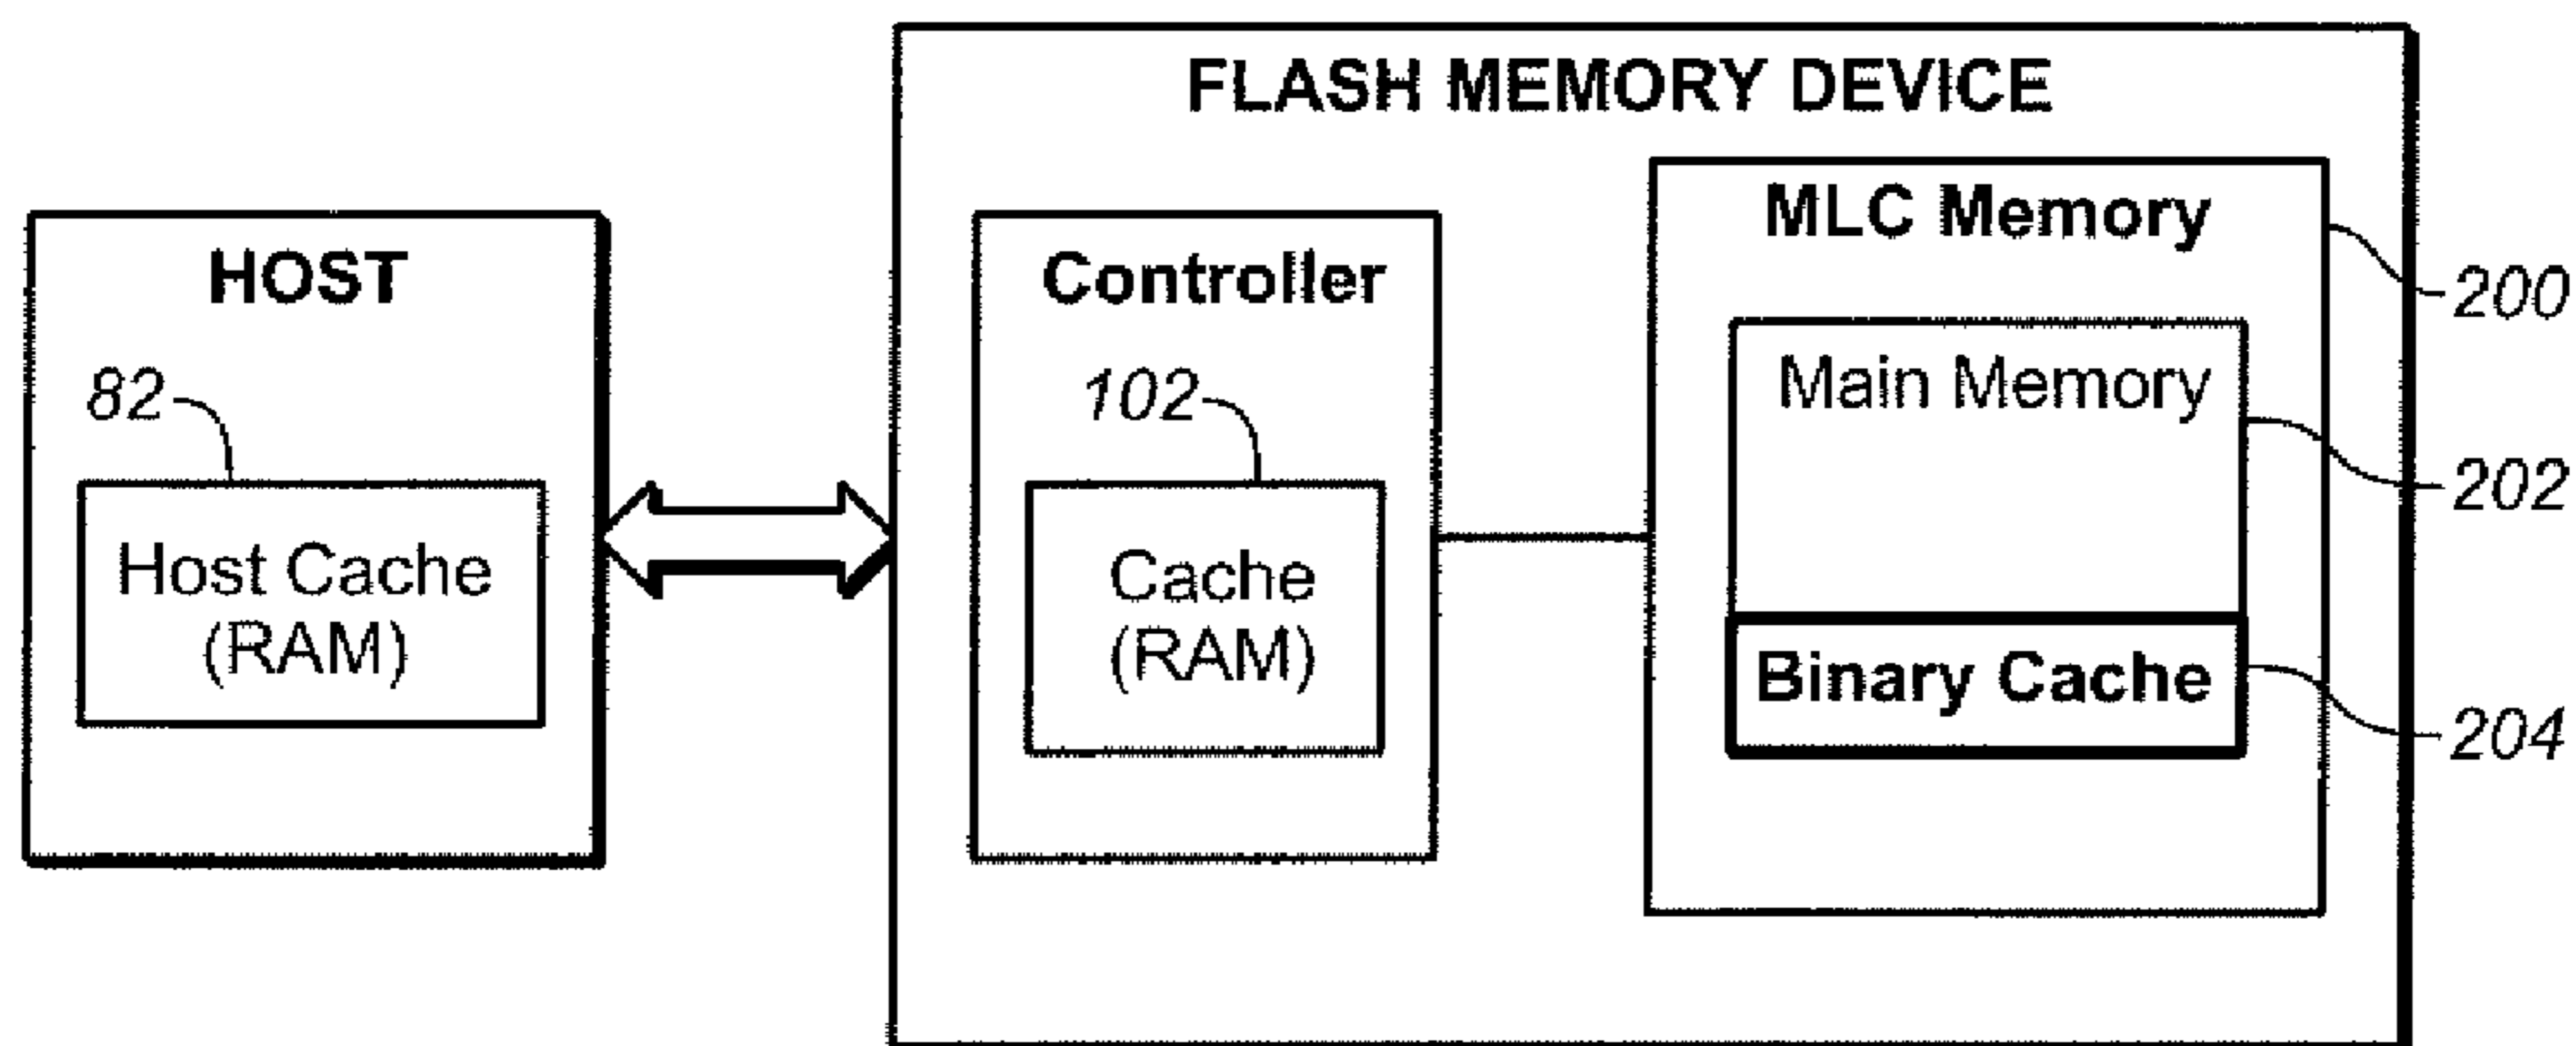 FLASH MEMORY DEVICE
HOST
82
Host Cache
(RAM)
Controller
102
Cache
(RAM)
MLC Memory
200
Main Memory
202
Binary Cache
204